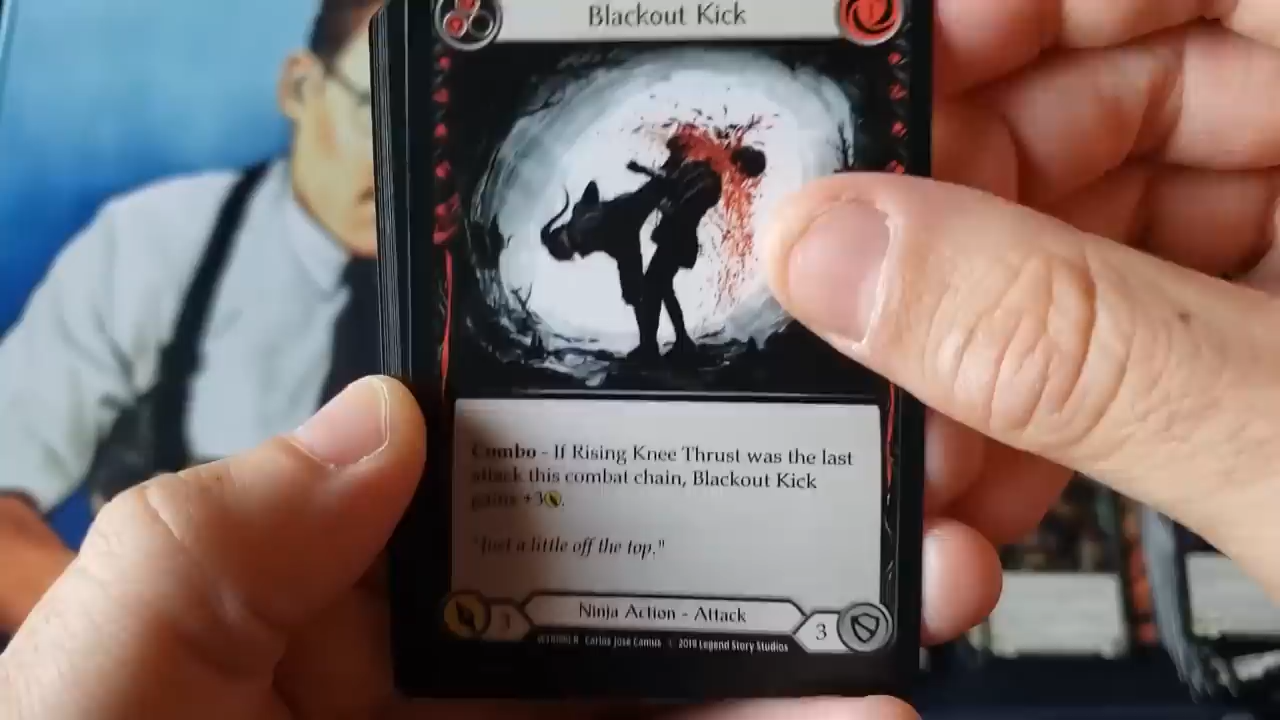 Blackout Kick
Combo - If Rising Knee Thrust was the last
attack this combat chain, Blackout Kick
gains +3
"Just a little off the top."
Ninja Action - Attack
3
3
Carlos Jose Camus 2019 Legend Story Studios